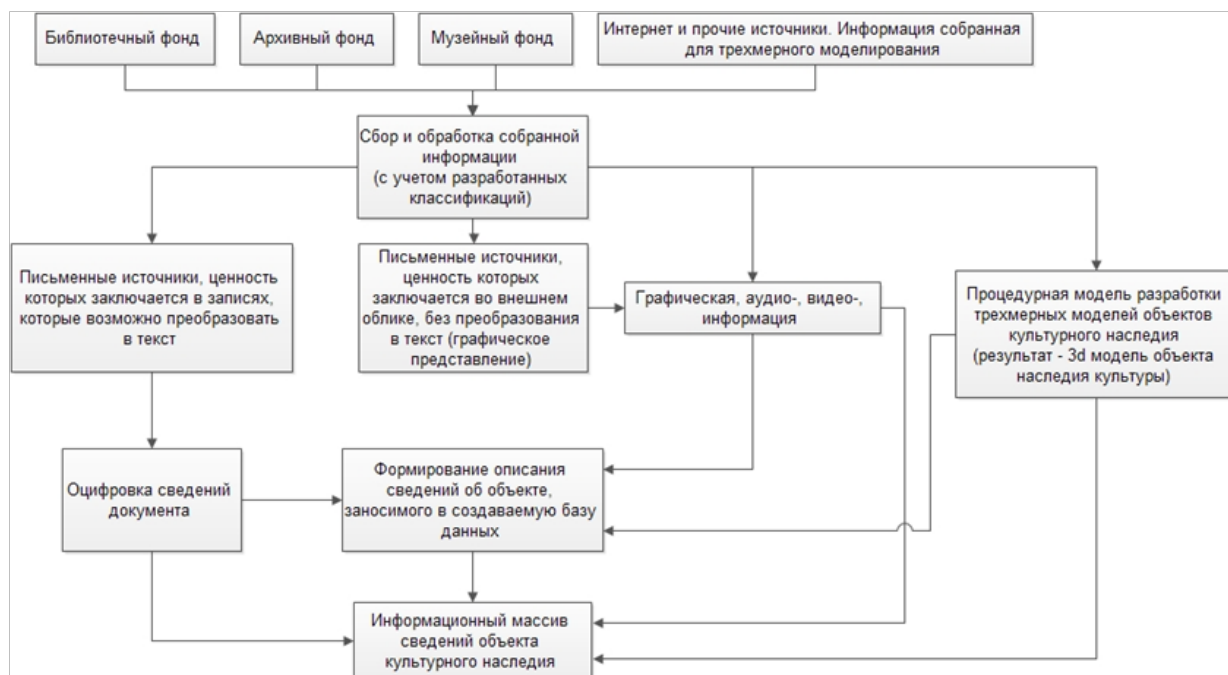 Библиотечный фонд
Архивный фонд
Музейный фонд
Интернет и прочие источники. Информация собранная
для трехмерного моделирования
Сбор и обработка собранной
информации
(с учетом разработанных
классификаций)
Письменные источники, ценность
которых заключается в записях,
которые возможно преобразовать
в текст
Письменные источники,
ценность которых
заключается во внешнем
облике, без преобразования
в текст (графическое
представление)
Графическая, аудио-, видео-,
информация
Процедурная модель разработки
трехмерных моделей объектов
культурного наследия
(результат - 3d модель объекта
наследия культуры)
Оцифровка сведений
документа
Формирование описания
сведений об объекте,
заносимого в создаваемую базу
данных
Информационный массив
сведений объекта
культурного наследия